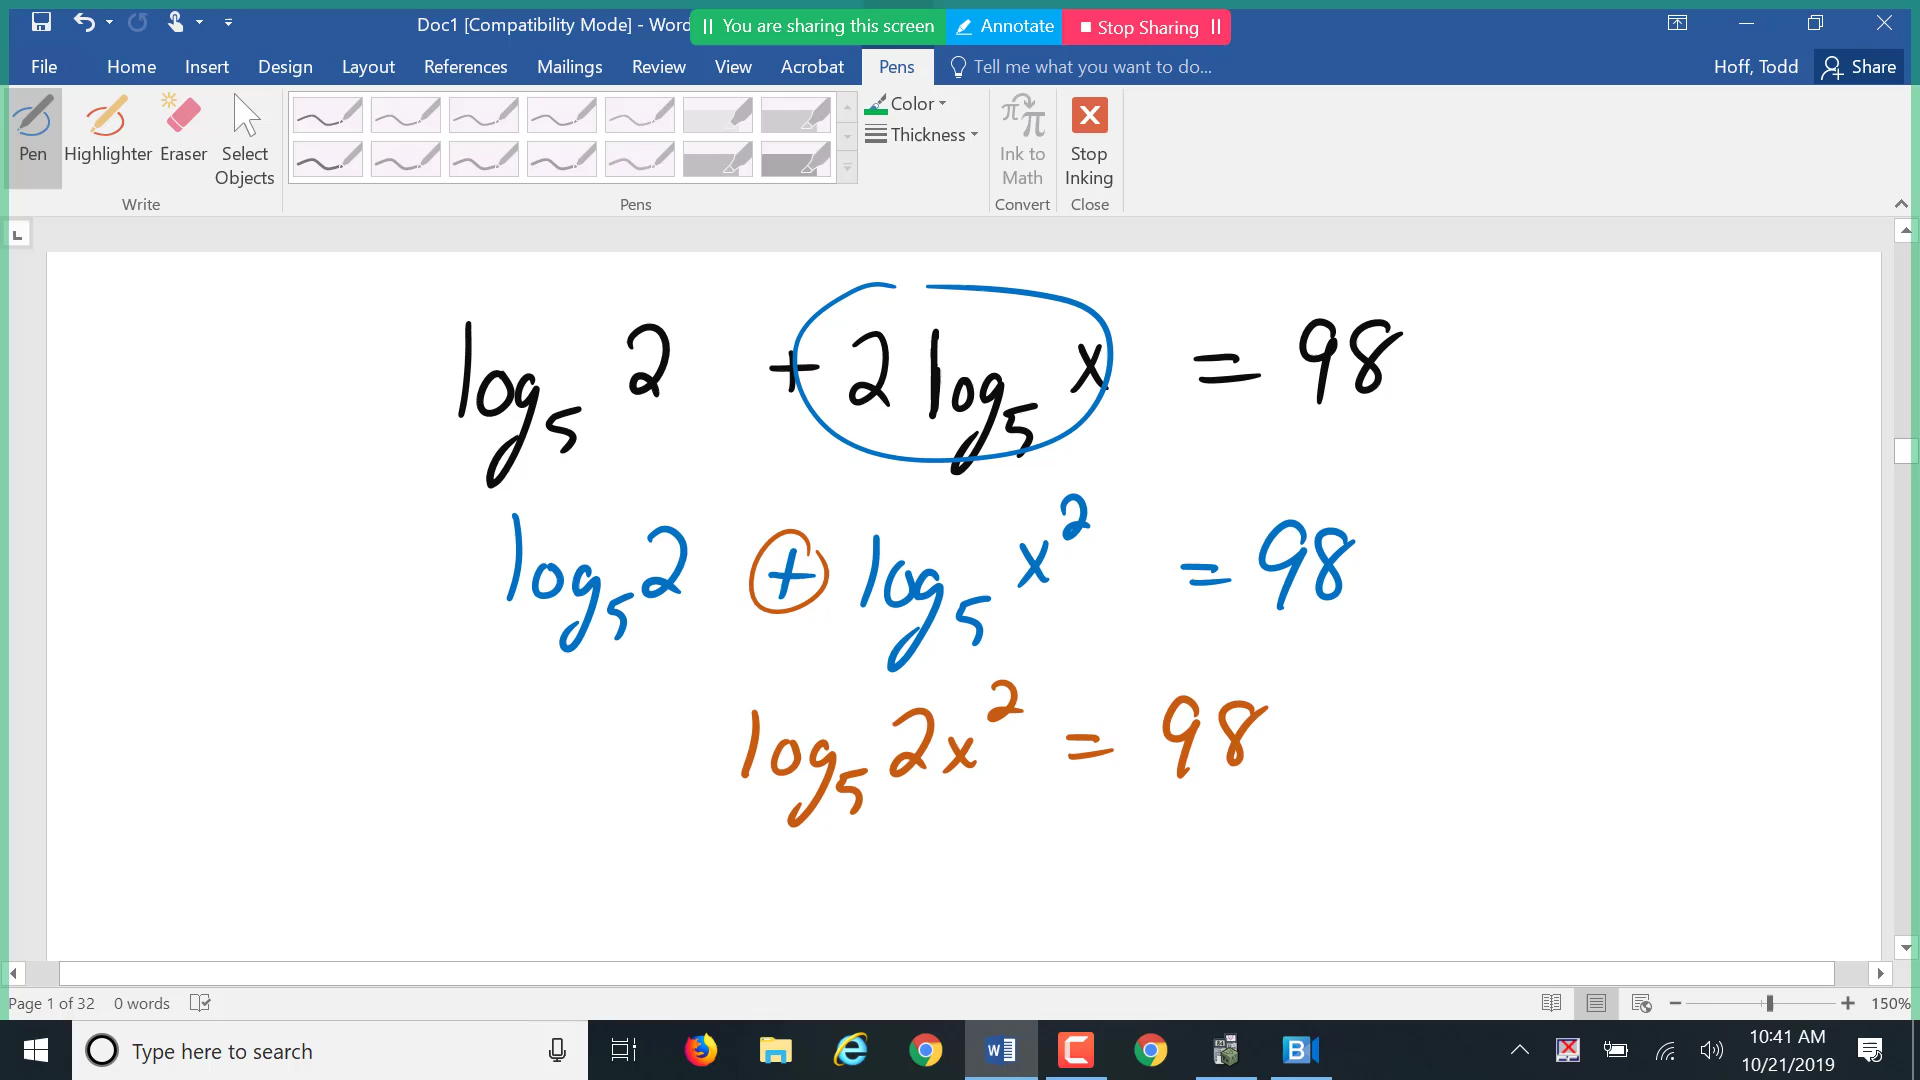 Doc1 [Compatibility Mode] - Word
You are sharing this screen
Annotate
Stop Sharing
File Home Insert Design Layout References Mailings Review View Acrobat Pens Tell me what you want to do... Hoff, Todd Share
Pen Highlighter Eraser Select Objects
Color
Thickness
Ink to Math
Stop Inking
Write Pens Convert Close
log₅ 2 + 2 log₅ x = 98
log₅ 2 + log₅ x² = 98
log₅ 2x² = 98
Page 1 of 32 0 words 150%
Type here to search
10:41 AM
10/21/2019